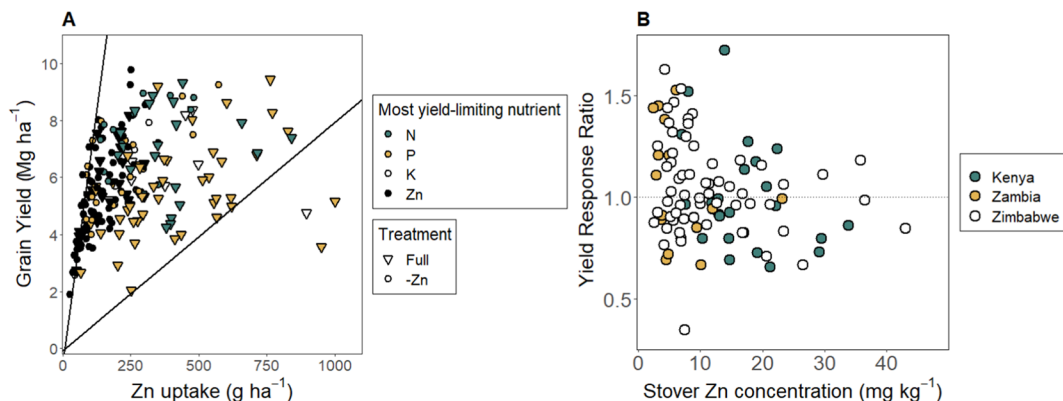 A
Grain Yield (Mg ha⁻¹)
10
8
6
4
2
0
0
250
500
750
1000
Zn uptake (g ha⁻¹)
Most yield-limiting nutrient
N
P
K
Zn
Treatment
Full
-Zn
B
Yield Response Ratio
1.5
1.0
0.5
0
10
20
30
40
Stover Zn concentration (mg kg⁻¹)
Kenya
Zambia
Zimbabwe